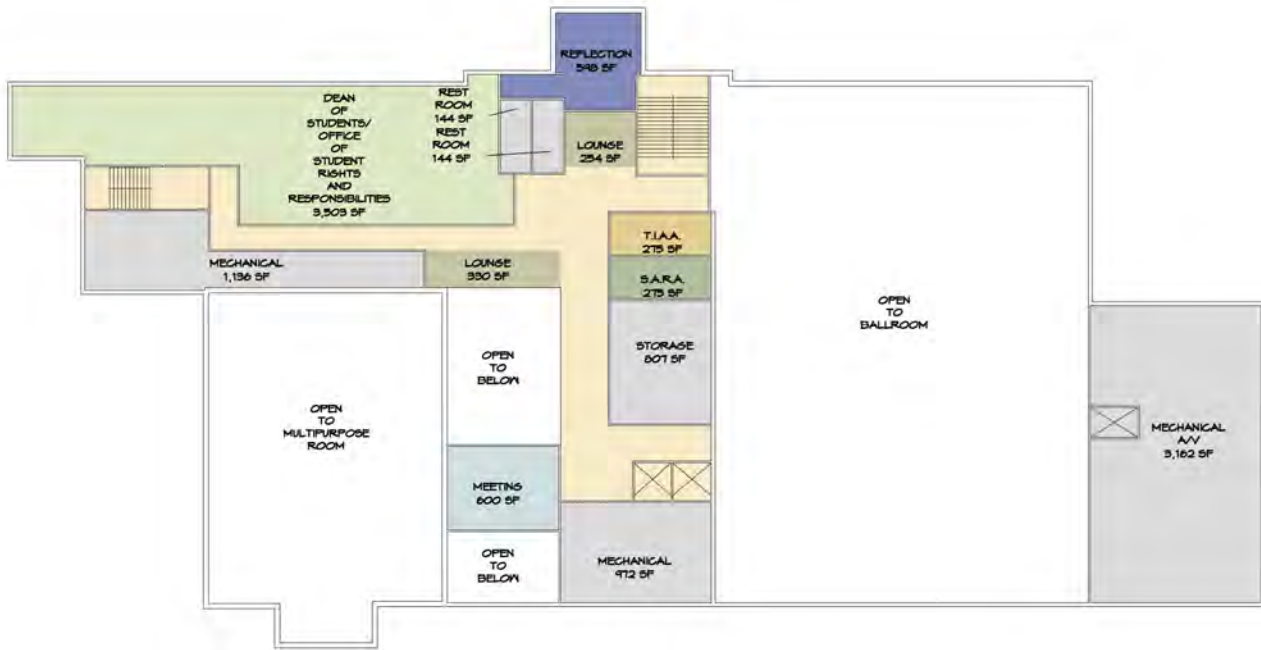 REFLECTION
548 SF
DEAN
OF
STUDENTS/
OFFICE
OF
STUDENT
RIGHTS
AND
RESPONSIBILITIES
3,303 SF
REST
ROOM
144 SF
REST
ROOM
144 SF
LOUNGE
254 SF
T.I.A.A.
275 SF
S.A.R.A.
275 SF
MECHANICAL
1,136 SF
LOUNGE
330 SF
STORAGE
807 SF
OPEN
TO
BALLROOM
OPEN
TO
BELOW
OPEN
TO
MULTIPURPOSE
ROOM
MECHANICAL
A/V
3,162 SF
MEETING
600 SF
OPEN
TO
BELOW
MECHANICAL
972 SF